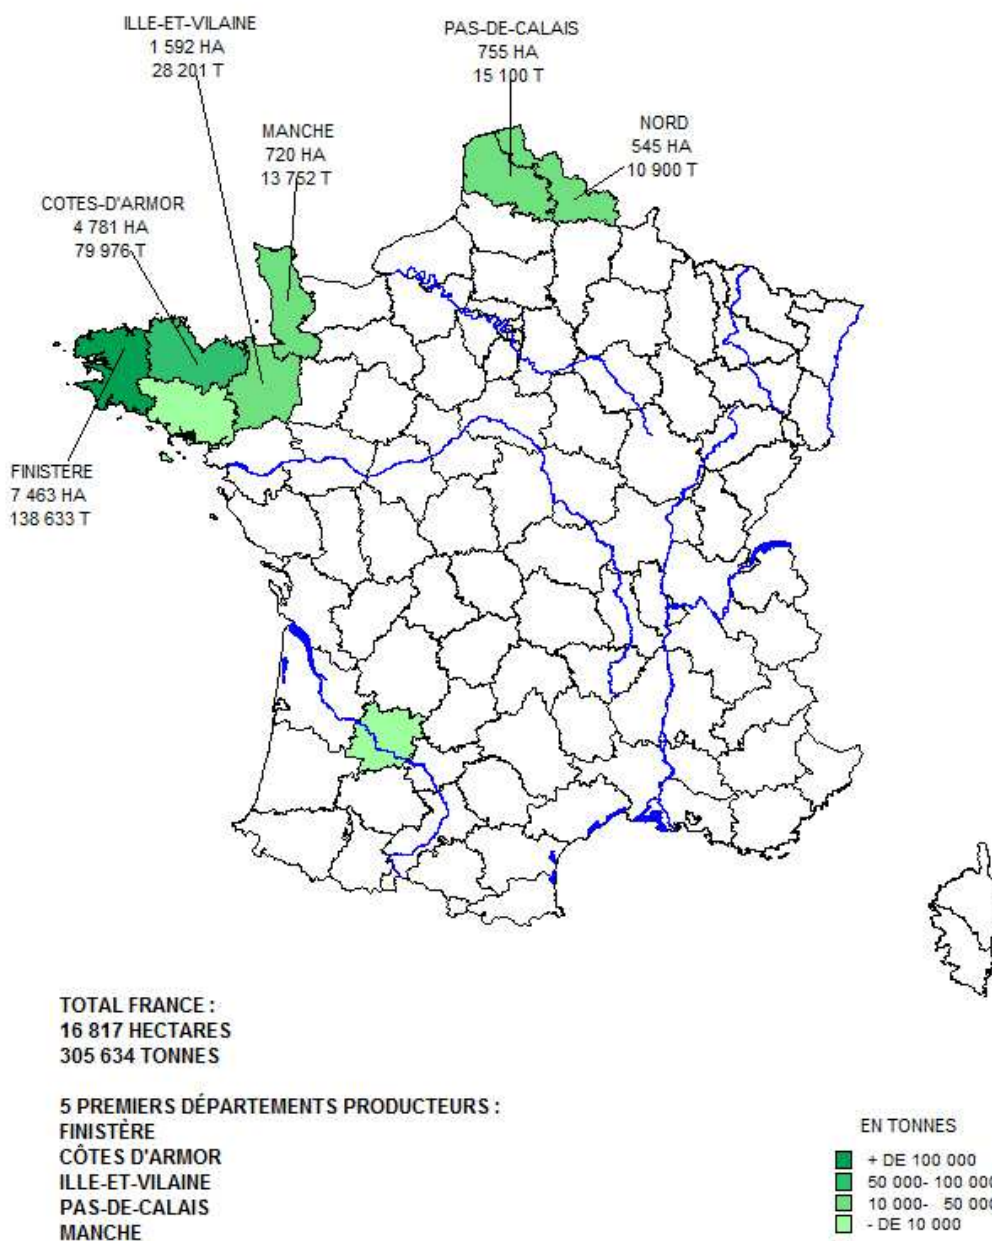 ILLE-ET-VILAINE
1 592 HA
28 201 T
PAS-DE-CALAIS
755 HA
15 100 T
MANCHE
720 HA
13 752 T
NORD
545 HA
10 900 T
COTES-D'ARMOR
4 781 HA
79 976 T
FINISTERE
7 463 HA
138 633 T
TOTAL FRANCE :
16 817 HECTARES
305 634 TONNES
5 PREMIERS DÉPARTEMENTS PRODUCTEURS :
FINISTÈRE
CÔTES D'ARMOR
ILLE-ET-VILAINE
PAS-DE-CALAIS
MANCHE
EN TONNES
+ DE 100 000
50 000- 100 000
10 000- 50 000
- DE 10 000